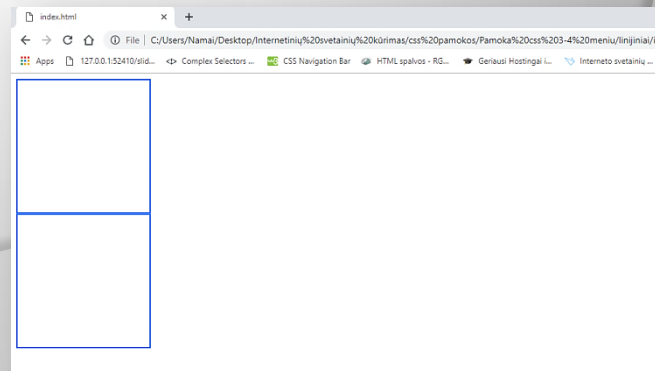 index.html
File | C:/Users/Namai/Desktop/Internetinių%20svetainių%20kūrimas/css%20pamokos/Pamoka%20css%203-4%20meniu/linijiniai/i
Apps 127.0.0.1:52410/slid... Complex Selectors ... CSS Navigation Bar HTML spalvos - RG... Geriausi Hostingai i... Interneto svetainių ...